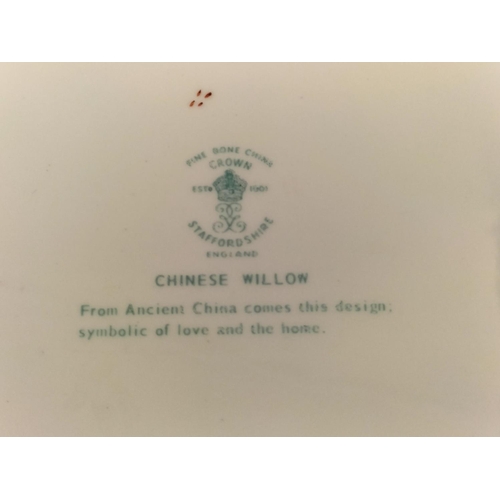 FINE BONE CHINA
CROWN
ESTD 1801
STAFFORDSHIRE
ENGLAND
CHINESE WILLOW
From Ancient China comes this design;
symbolic of love and the home.